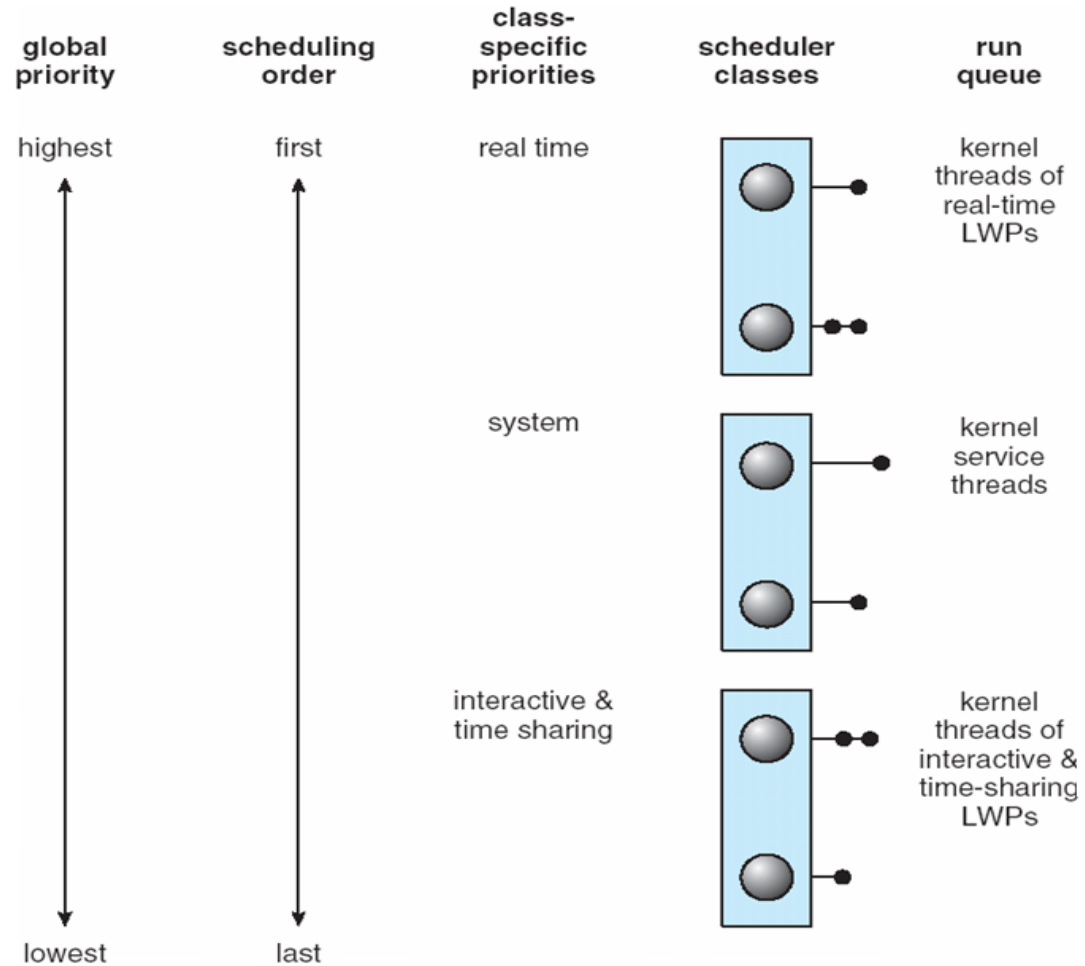 global
priority
scheduling
order
class-
specific
priorities
scheduler
classes
run
queue
highest
first
real time
kernel
threads of
real-time
LWPs
system
kernel
service
threads
interactive &
time sharing
kernel
threads of
interactive &
time-sharing
LWPs
lowest
last